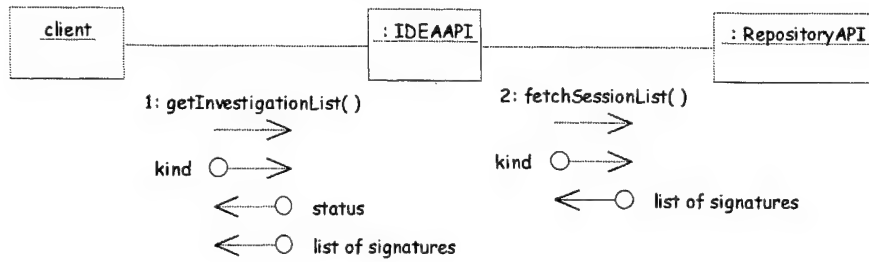 client
: IDEAAPI
: RepositoryAPI
1: getInvestigationList( )
2: fetchSessionList( )
kind
kind
status
list of signatures
list of signatures